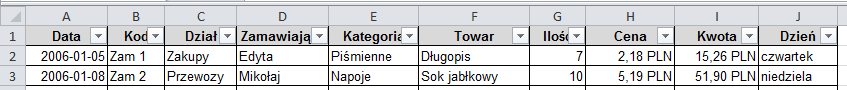 A B C D E F G H I J
1 Data Kod Dział Zamawiają Kategoria Towar Ilość Cena Kwota Dzień
2 2006-01-05 Zam 1 Zakupy Edyta Piśmienne Długopis 7 2,18 PLN 15,26 PLN czwartek
3 2006-01-08 Zam 2 Przewozy Mikołaj Napoje Sok jabłkowy 10 5,19 PLN 51,90 PLN niedziela